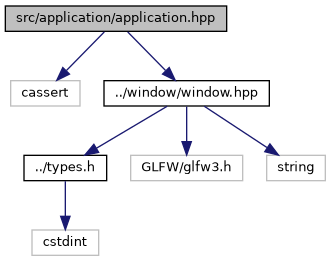 src/application/application.hpp
cassert
../window/window.hpp
../types.h
GLFW/glfw3.h
string
cstdint